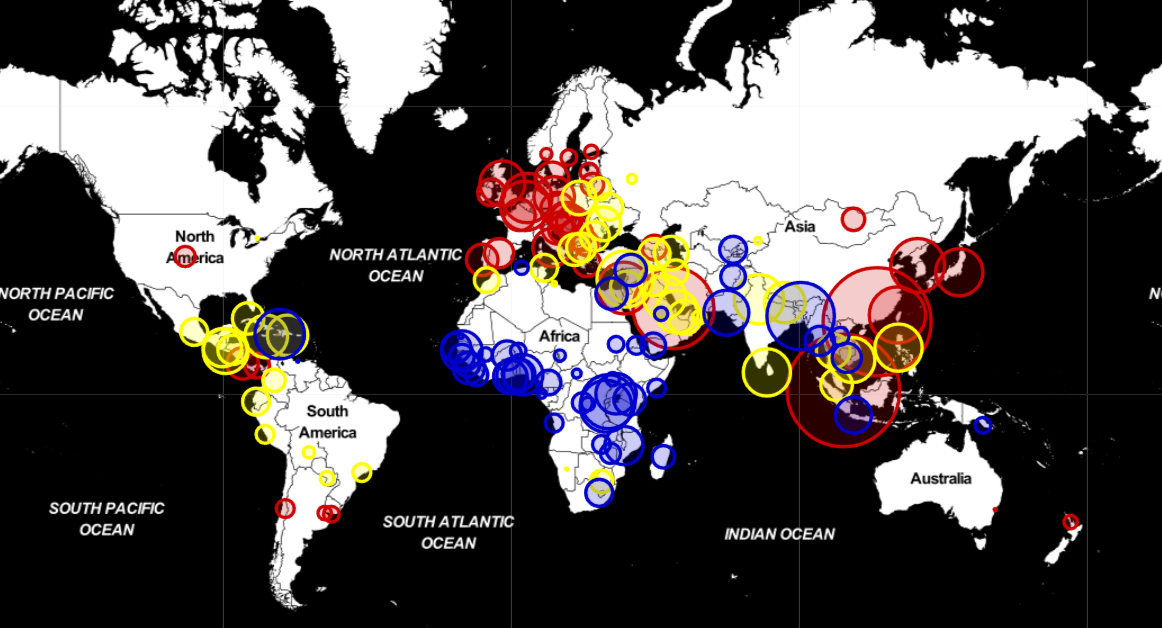 North
America
NORTH ATLANTIC
OCEAN
Asia
NORTH PACIFIC
OCEAN
Africa
South
America
Australia
SOUTH PACIFIC
OCEAN
SOUTH ATLANTIC
OCEAN
INDIAN OCEAN